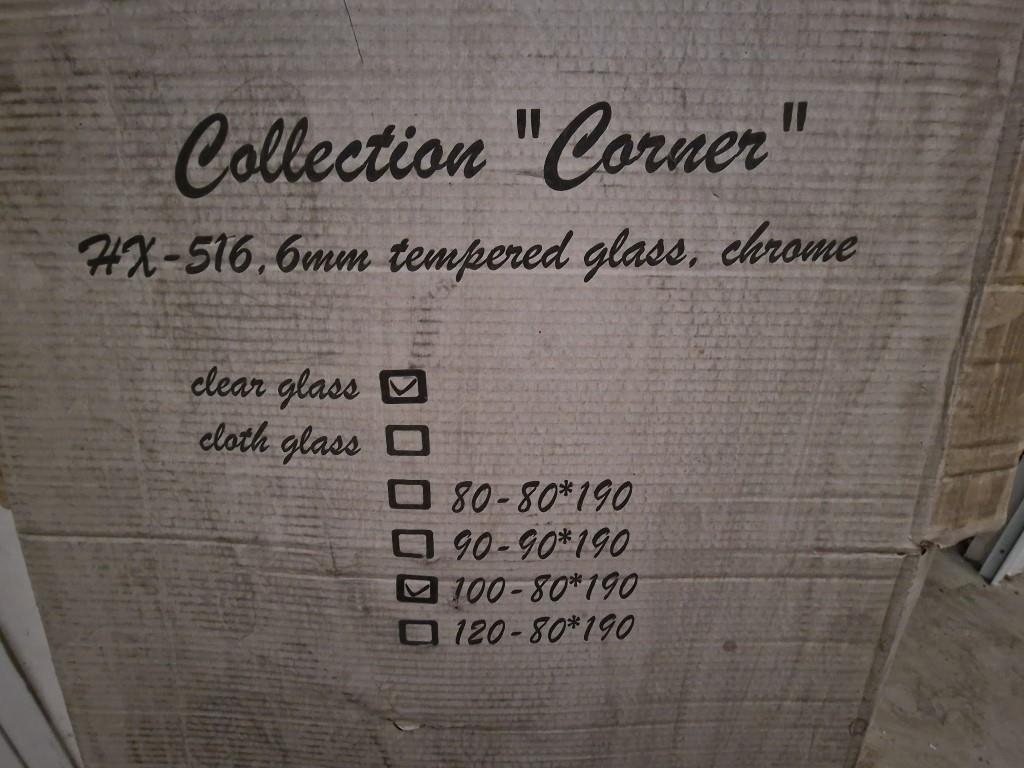 Collection "Corner"
HX-516, 6mm tempered glass, chrome
clear glass ☑
cloth glass ☐
☐ 80-80*190
☐ 90-90*190
☑ 100-80*190
☐ 120-80*190